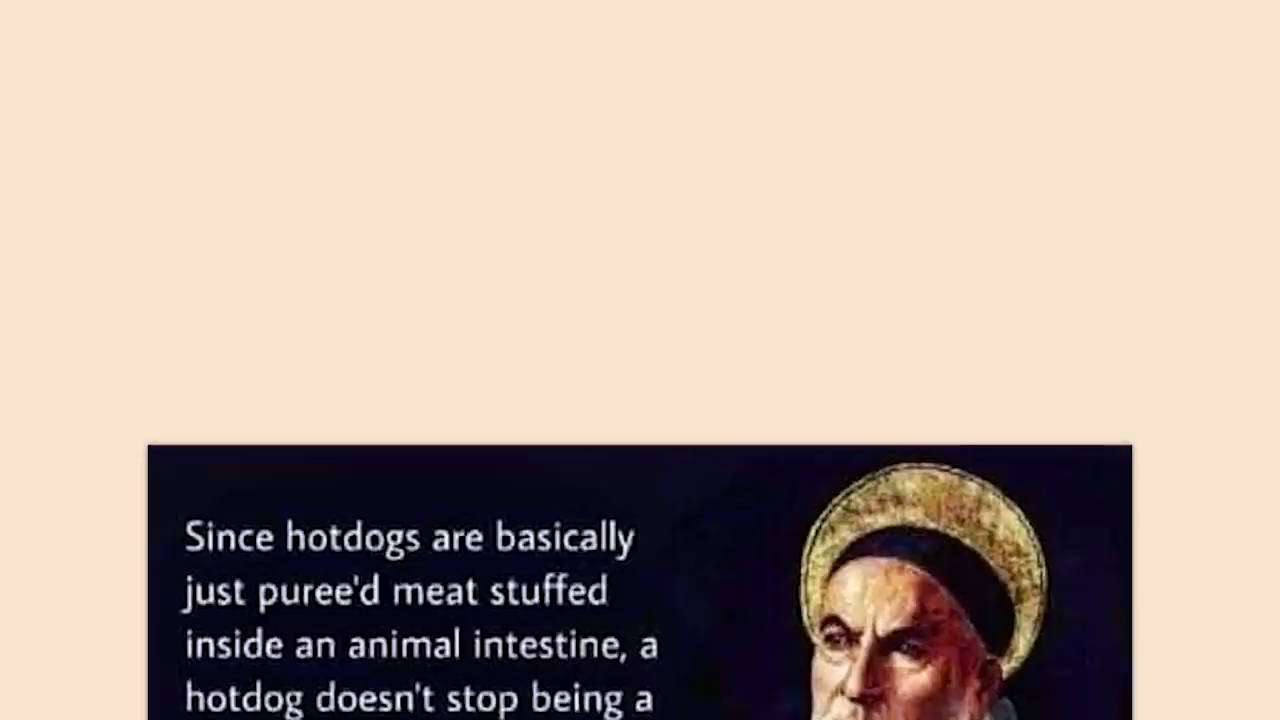 Since hotdogs are basically
just puree'd meat stuffed
inside an animal intestine, a
hotdog doesn't stop being a